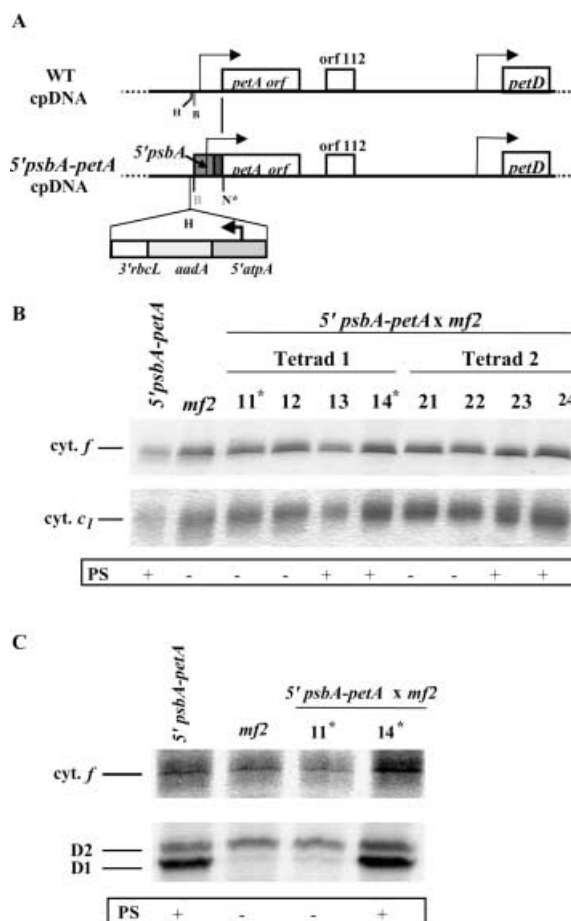 A
orf 112
WT
cpDNA
petA orf
petD
H
B
5'psbA
orf 112
5'psbA-petA
cpDNA
petA orf
petD
B
N*
H
3'rbcL aadA 5'atpA
B
5' psbA-petA x mf2
5'psbA-petA
mf2
Tetrad 1 Tetrad 2
11* 12 13 14* 21 22 23 24
cyt. f
cyt. c1
PS + - - - + + - - + +
C
5' psbA-petA
mf2
5' psbA-petA x mf2
11* 14*
cyt. f
D2
D1
PS + - - +